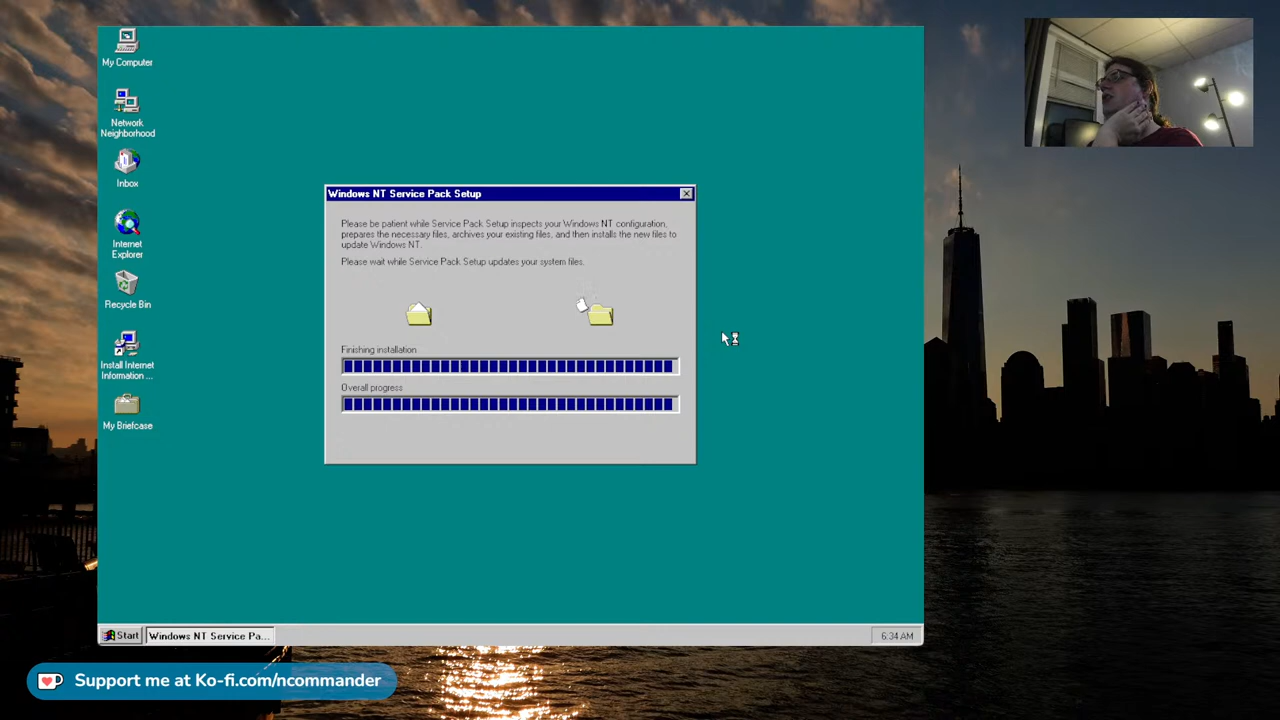 My Computer
Network
Neighborhood
Inbox
Internet
Explorer
Recycle Bin
Install Internet
Information ...
My Briefcase
Windows NT Service Pack Setup
Please be patient while Service Pack Setup inspects your Windows NT configuration,
prepares the necessary files, archives your existing files, and then installs the new files to
update Windows NT.
Please wait while Service Pack Setup updates your system files.
Finishing installation
Overall progress
Start
Windows NT Service Pa...
6:34 AM
Support me at Ko-fi.com/ncommander